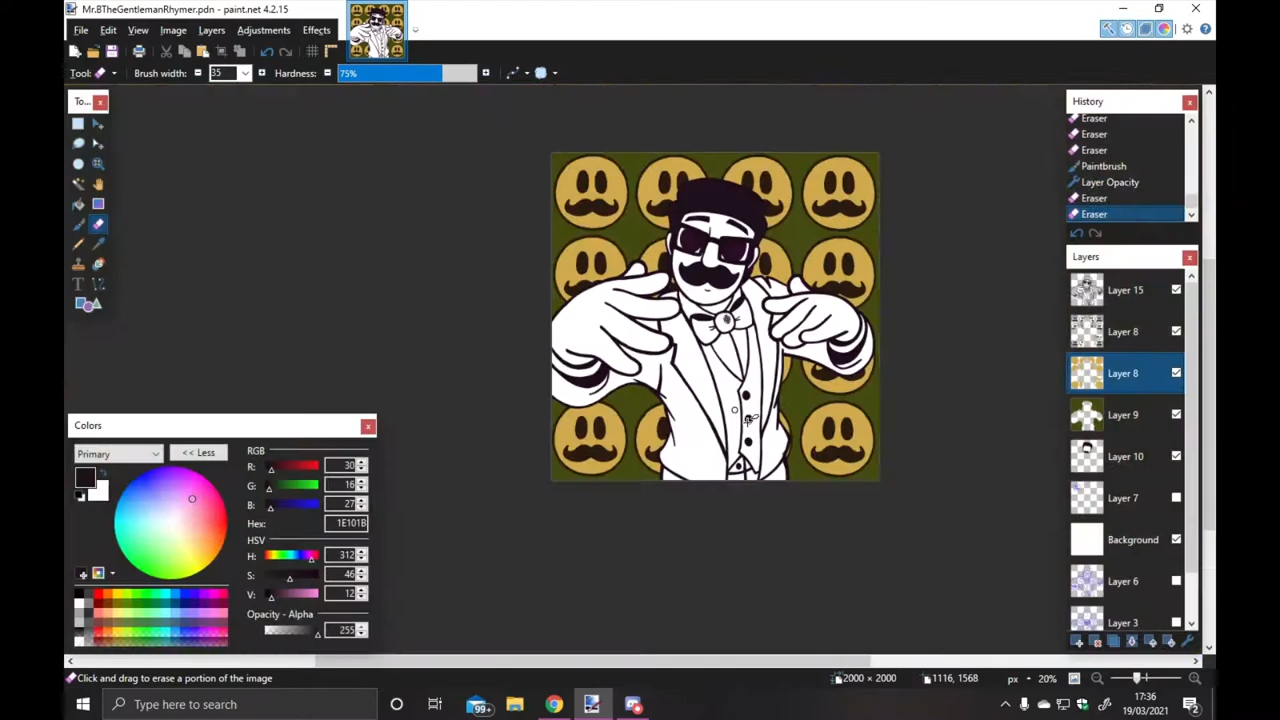 Mr.BTheGentlemanRhymer.pdn - paint.net 4.2.15
File Edit View Image Layers Adjustments Effects
Tool: Brush width: 35 Hardness: 75%
To...
History
Eraser
Eraser
Eraser
Paintbrush
Layer Opacity
Eraser
Eraser
Layers
Layer 15
Layer 8
Layer 8
Layer 9
Layer 10
Layer 7
Background
Layer 6
Layer 3
Colors
Primary
<< Less
RGB
R: 30
G: 16
B: 27
Hex: 1E101B
HSV
H: 312
S: 46
V: 12
Opacity - Alpha
255
Click and drag to erase a portion of the image
2000 × 2000
1116, 1568
px
20%
Type here to search
99+
17:36
19/03/2021
2